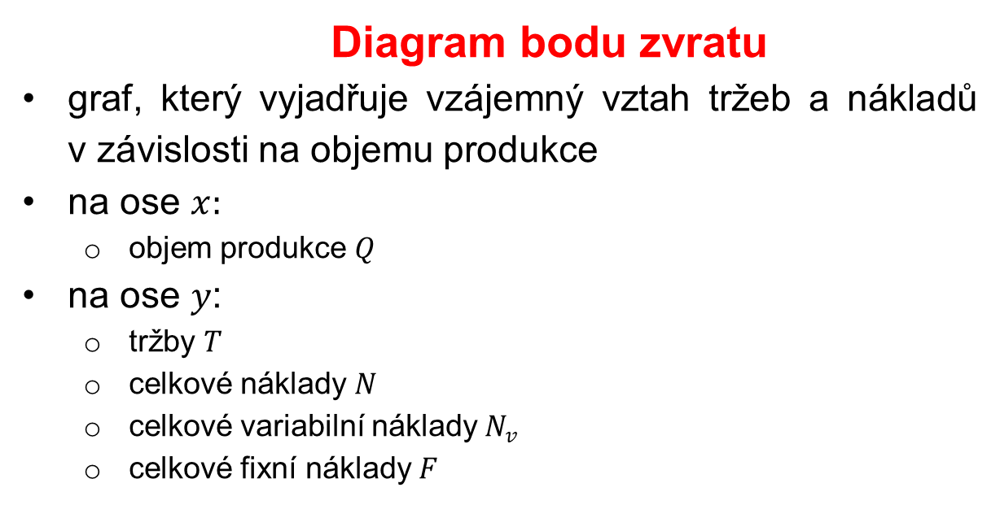 Diagram bodu zvratu
• graf, který vyjadřuje vzájemný vztah tržeb a nákladů
v závislosti na objemu produkce
• na ose x:
o objem produkce Q
• na ose y:
o tržby T
o celkové náklady N
o celkové variabilní náklady Nᵥ
o celkové fixní náklady F